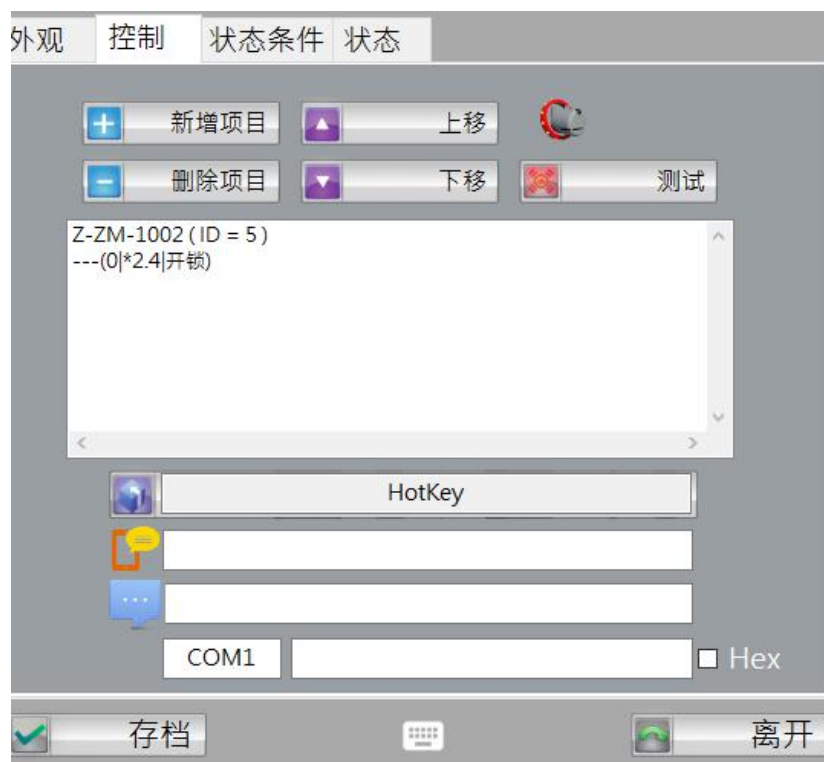 外观 控制 状态条件 状态
新增项目 上移
删除项目 下移 测试
Z-ZM-1002 ( ID = 5 )
---(0|*2.4|开锁)
HotKey
COM1 Hex
存档 离开